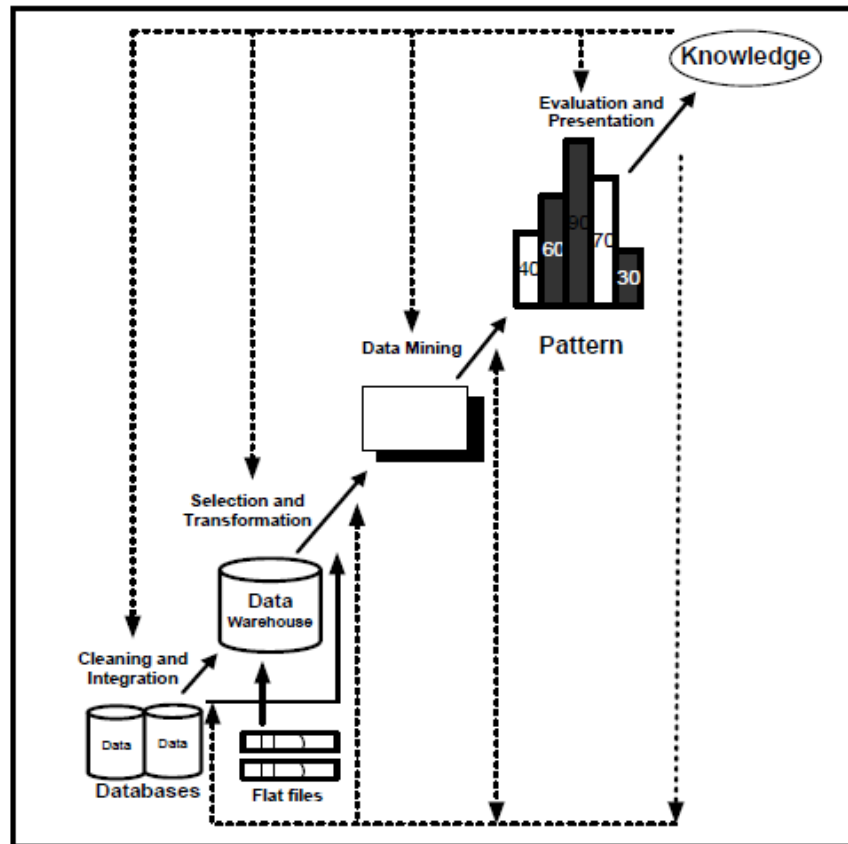 Knowledge
Evaluation and
Presentation
40
60
90
70
30
Pattern
Data Mining
Selection and
Transformation
Data
Warehouse
Cleaning and
Integration
Data
Data
Databases
Flat files